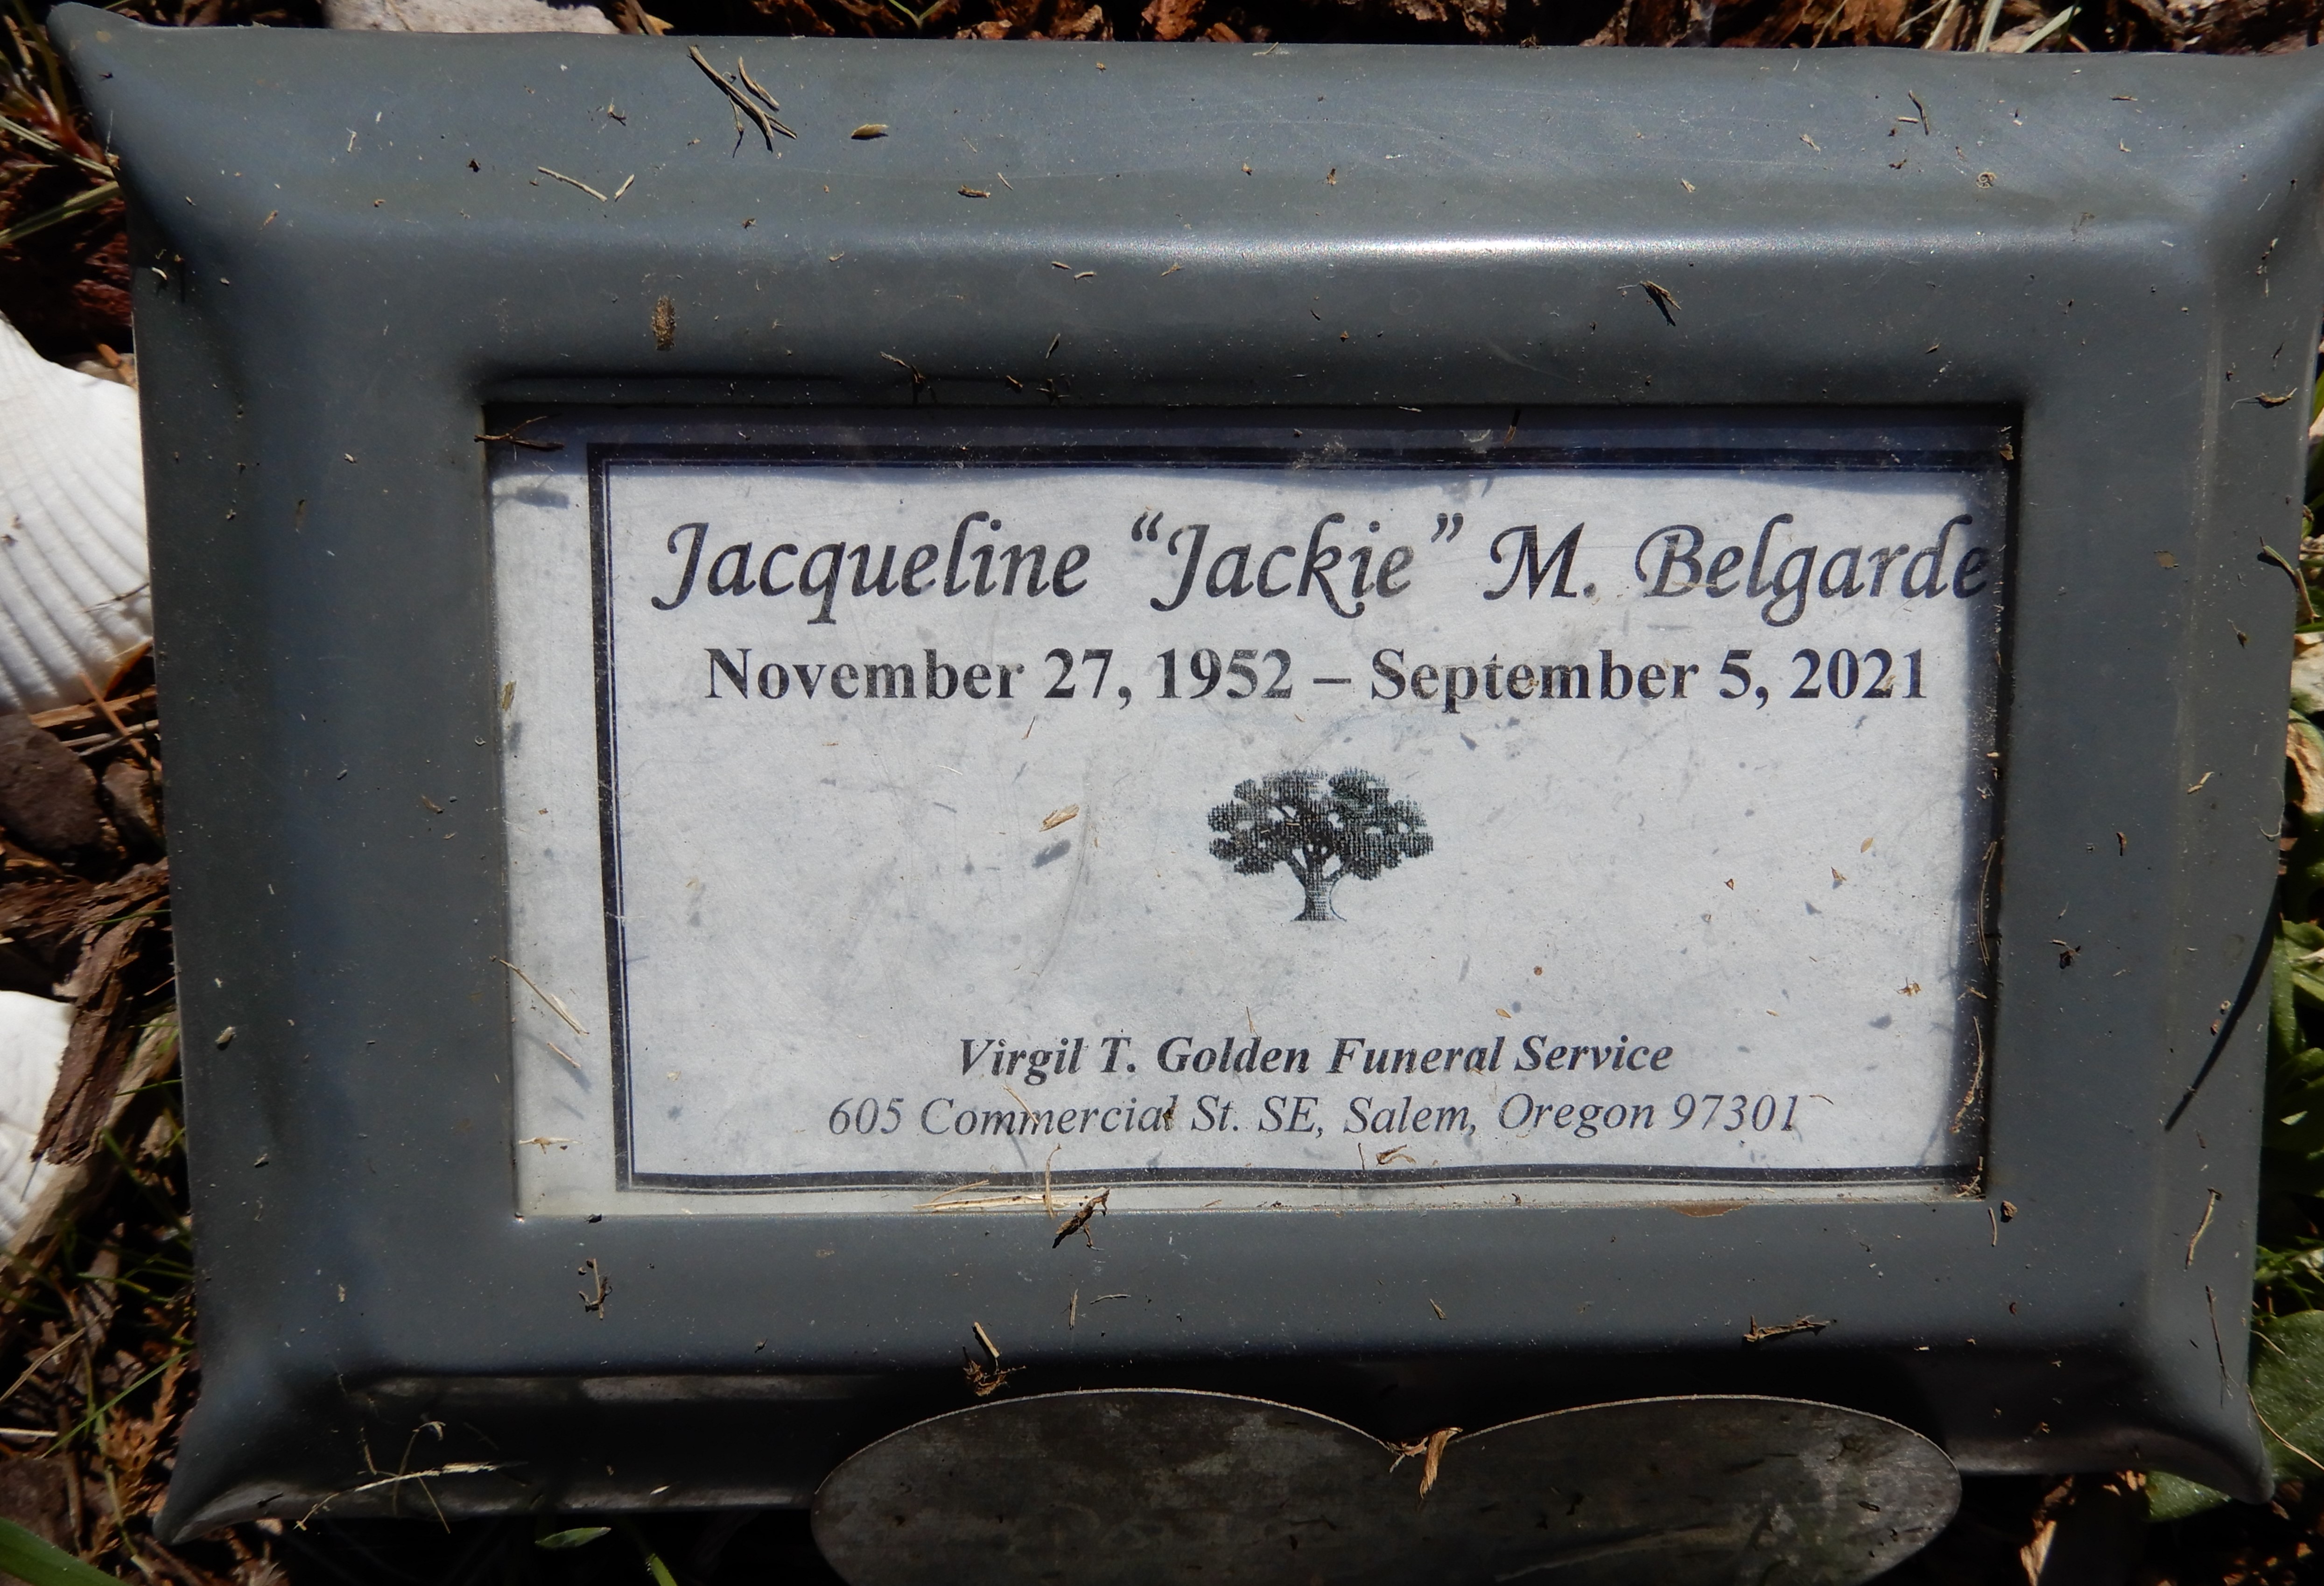 Jacqueline “Jackie” M. Belgarde
November 27, 1952 – September 5, 2021
Virgil T. Golden Funeral Service
605 Commercial St. SE, Salem, Oregon 97301